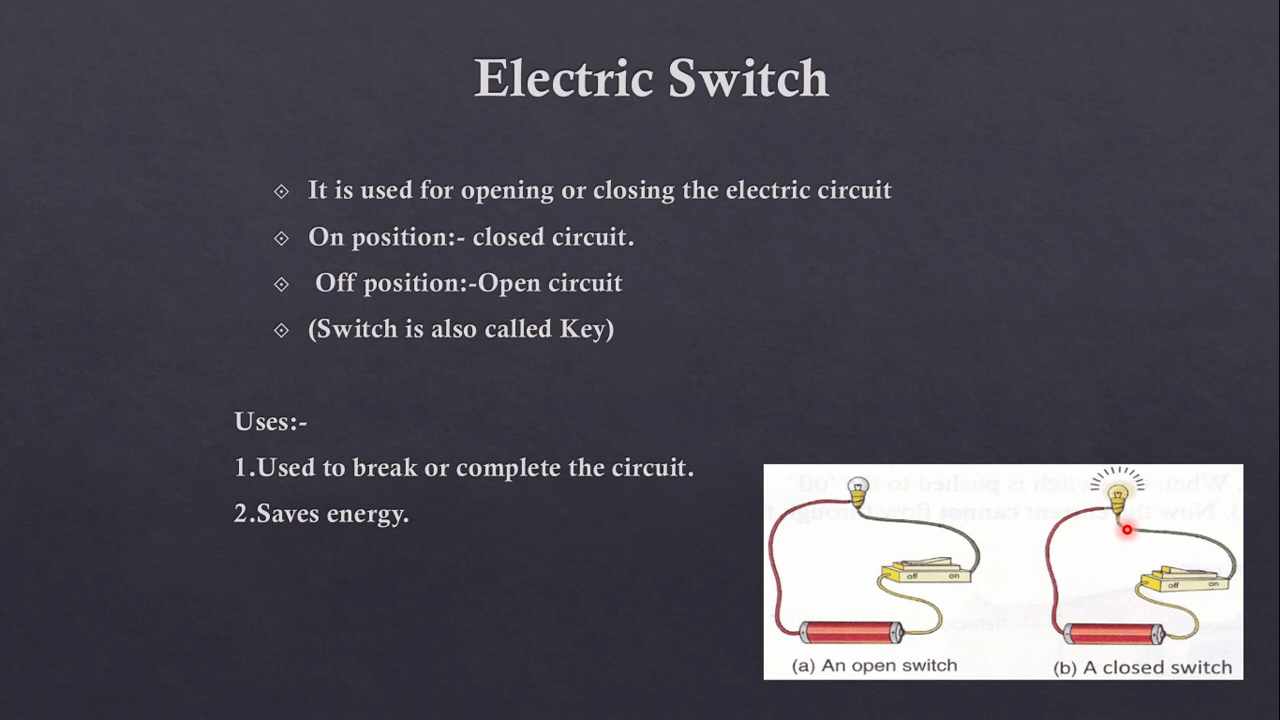 Electric Switch
It is used for opening or closing the electric circuit
On position:- closed circuit.
Off position:-Open circuit
(Switch is also called Key)
Uses:-
1.Used to break or complete the circuit.
2.Saves energy.
off on
off on
(a) An open switch
(b) A closed switch